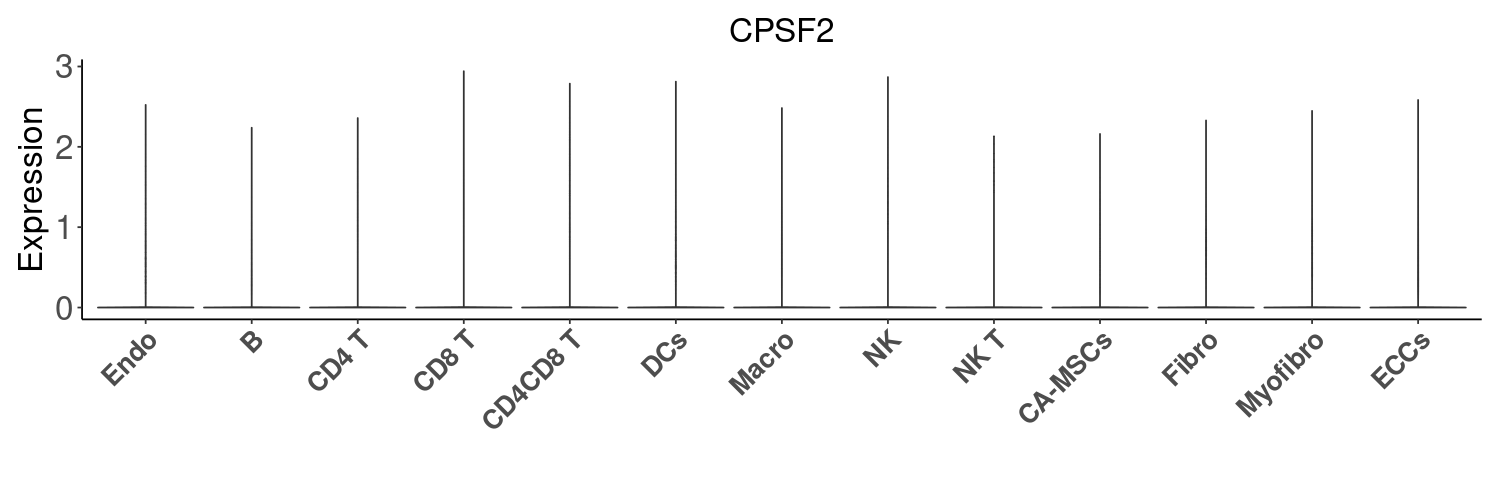 CPSF2
Expression
3
2
1
0
Endo
B
CD4 T
CD8 T
CD4CD8 T
DCs
Macro
NK
NK T
CA-MSCs
Fibro
Myofibro
ECCs